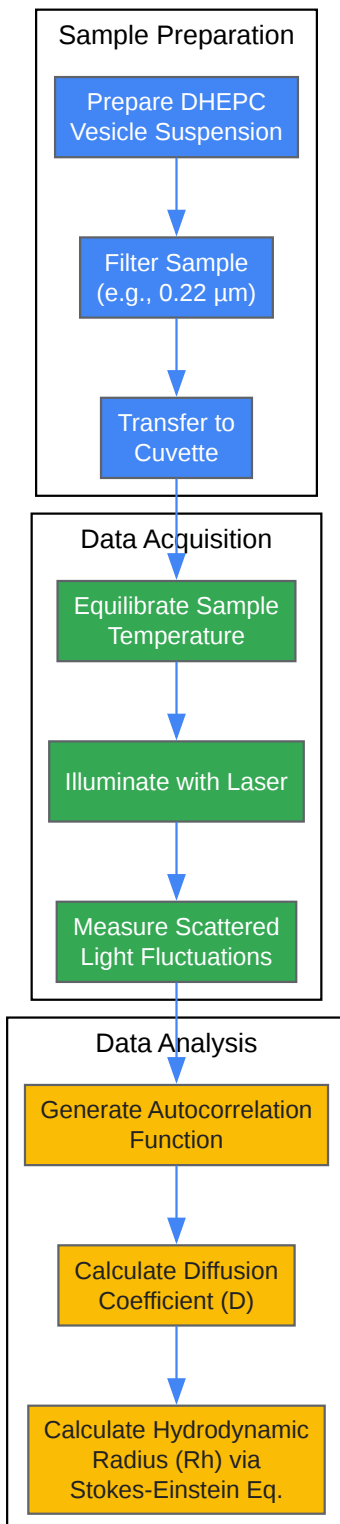 Sample Preparation
Prepare DHEPC
Vesicle Suspension
Filter Sample
(e.g., 0.22 µm)
Transfer to
Cuvette
Data Acquisition
Equilibrate Sample
Temperature
Illuminate with Laser
Measure Scattered
Light Fluctuations
Data Analysis
Generate Autocorrelation
Function
Calculate Diffusion
Coefficient (D)
Calculate Hydrodynamic
Radius (Rh) via
Stokes-Einstein Eq.